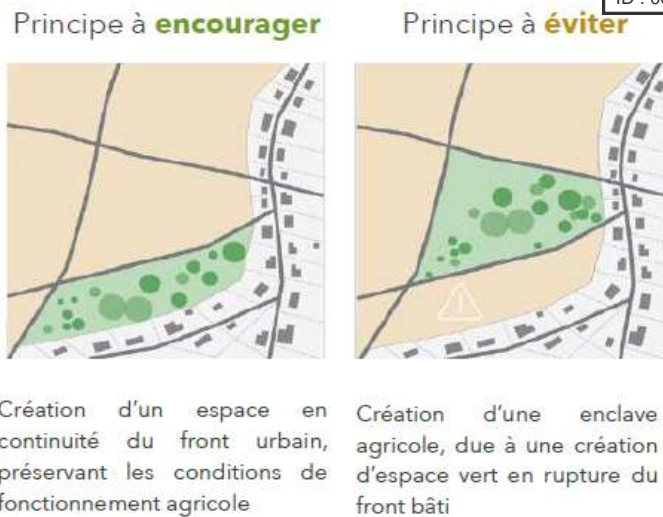 Principe à encourager
Principe à éviter
Création d'un espace en
continuité du front urbain,
préservant les conditions de
fonctionnement agricole
Création d'une enclave
agricole, due à une création
d'espace vert en rupture du
front bâti